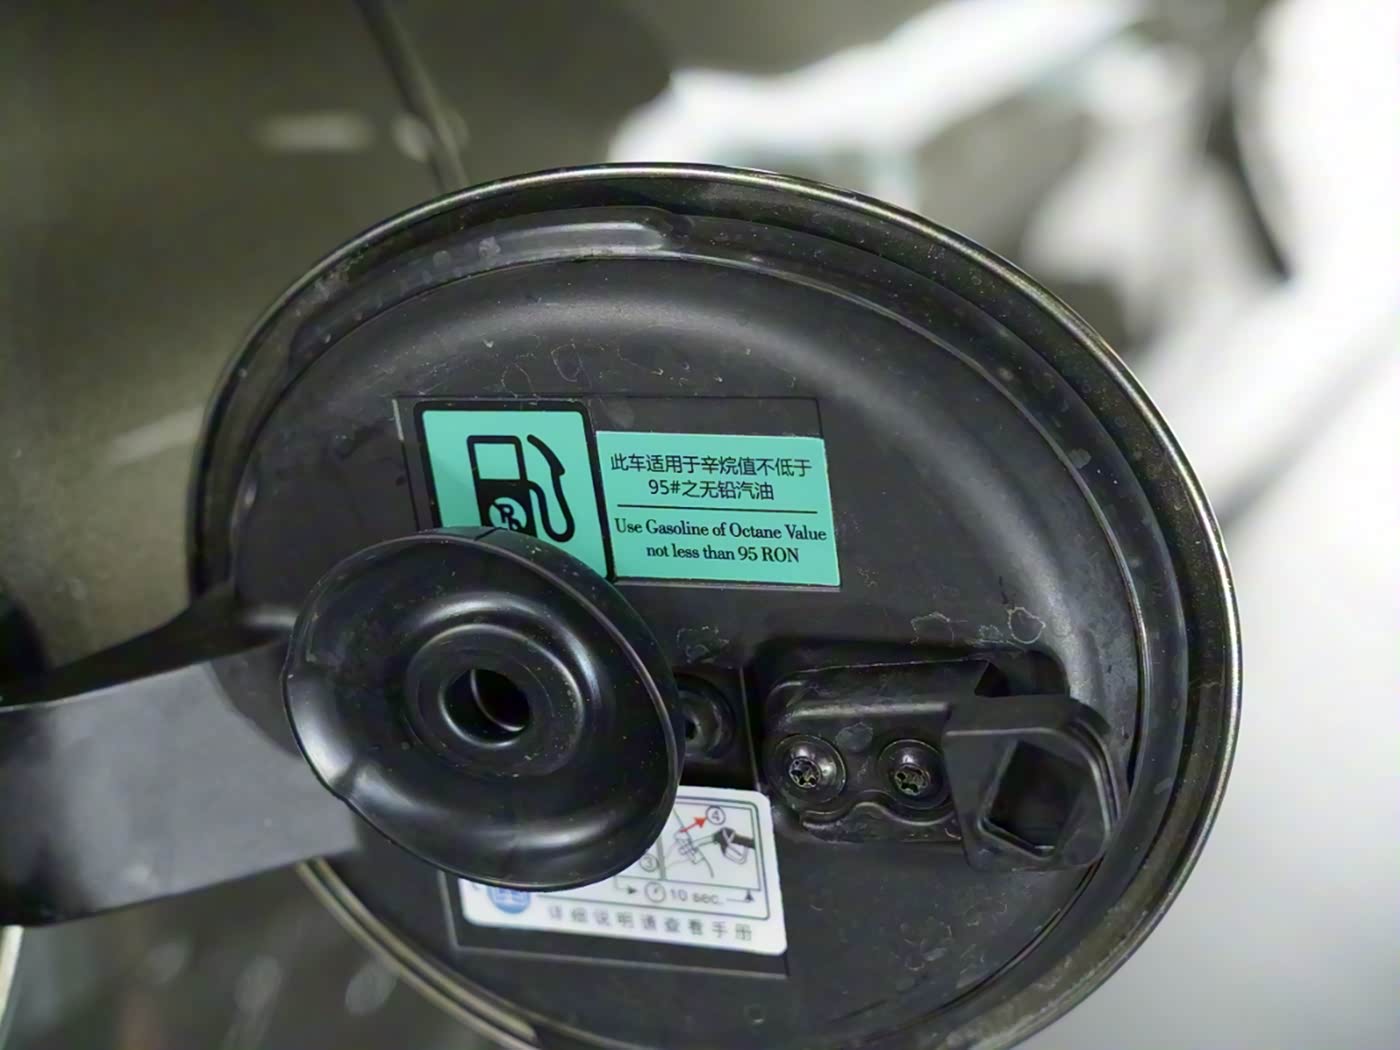 此车适用于辛烷值不低于
95#之无铅汽油
Use Gasoline of Octane Value
not less than 95 RON
④
③
10 sec.
详细说明请查看手册